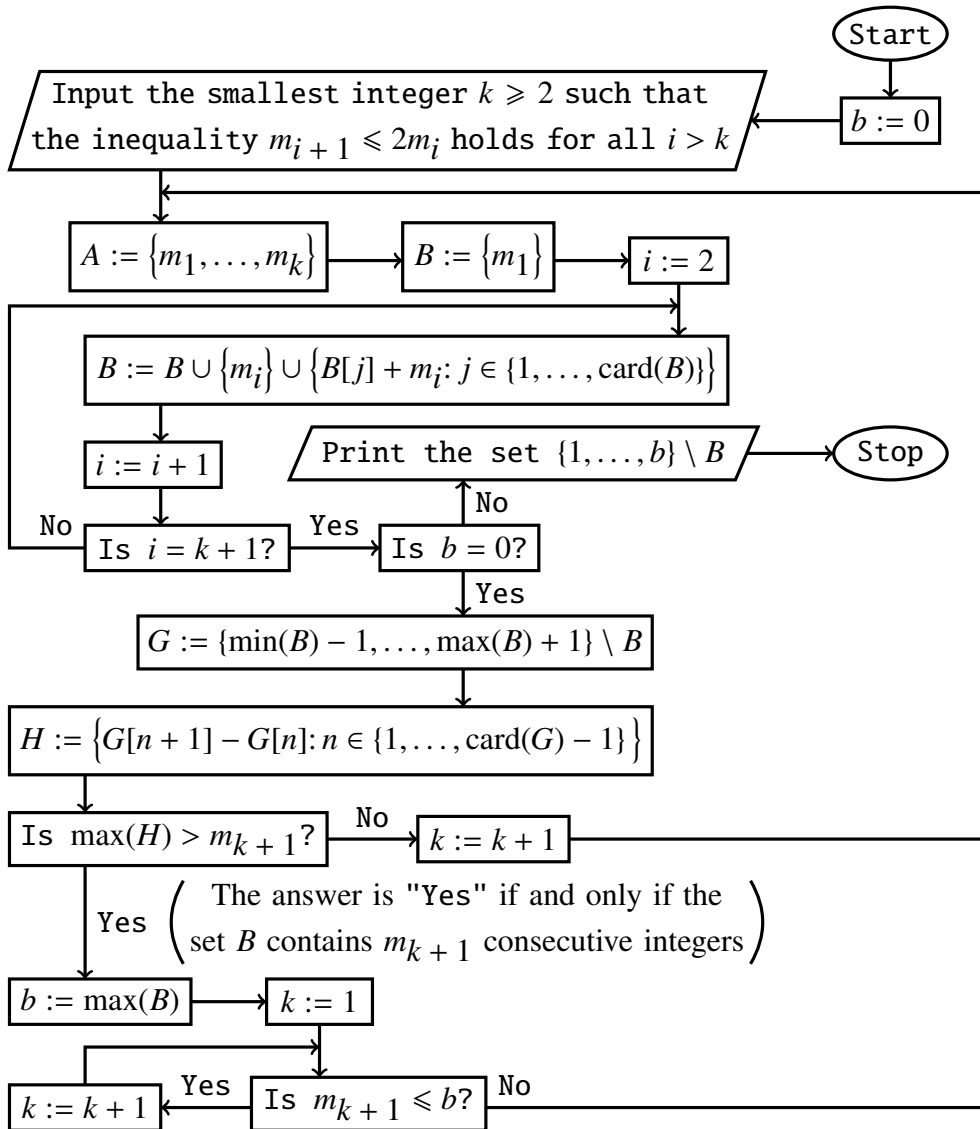 Start
Input the smallest integer k ⩾ 2 such that
the inequality m_{i+1} ⩽ 2m_i holds for all i > k
b := 0
A := {m_1, . . . , m_k}
B := {m_1}
i := 2
B := B ∪ {m_i} ∪ {B[j] + m_i : j ∈ {1, . . . , card(B)}}
i := i + 1
Print the set {1, . . . , b} \ B
Stop
No
Is i = k + 1?
Yes
Is b = 0?
No
Yes
G := {min(B) − 1, . . . , max(B) + 1} \ B
H := {G[n + 1] − G[n] : n ∈ {1, . . . , card(G) − 1}}
Is max(H) > m_{k+1}?
No
k := k + 1
Yes
(The answer is "Yes" if and only if the
set B contains m_{k+1} consecutive integers)
b := max(B)
k := 1
k := k + 1
Yes
Is m_{k+1} ⩽ b?
No